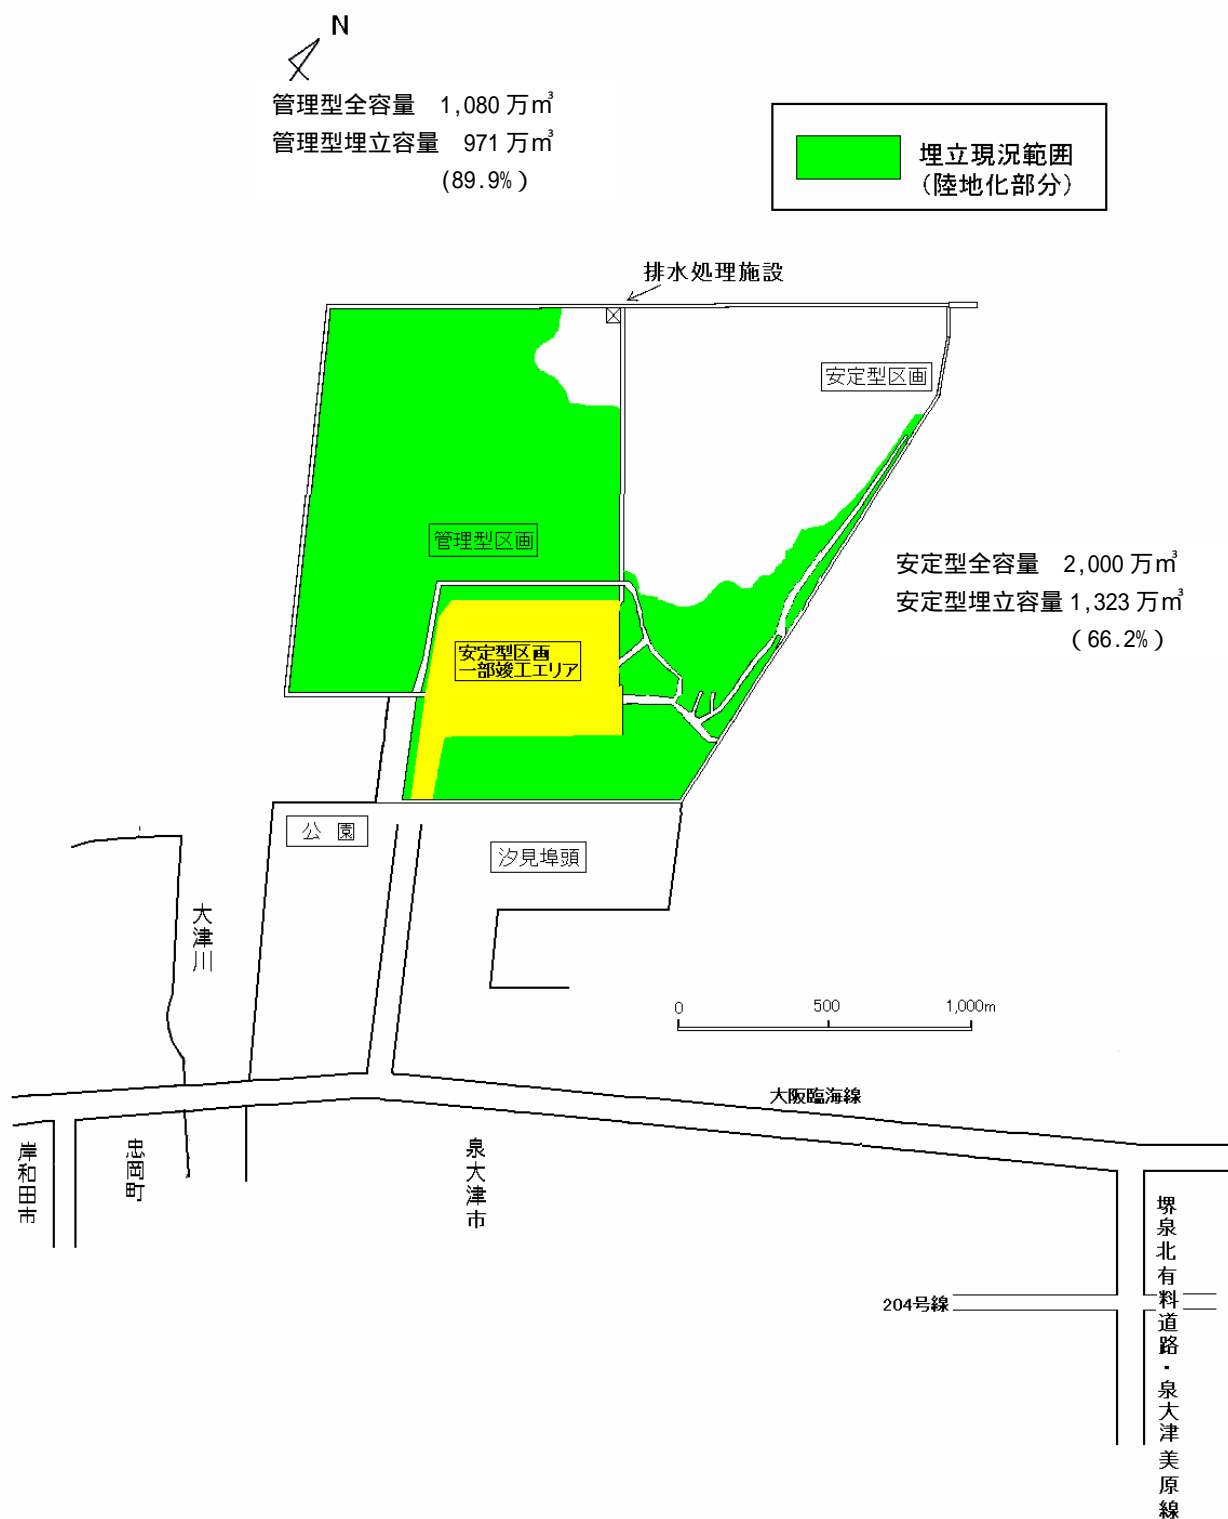 N
管理型全容量 1,080 万㎥
管理型埋立容量 971 万㎥
(89.9%)
埋立現況範囲
(陸地化部分)
排水処理施設
安定型区画
管理型区画
安定型全容量 2,000 万㎥
安定型埋立容量 1,323 万㎥
(66.2%)
安定型区画
一部竣工エリア
公園
汐見埠頭
大津川
0 500 1,000m
大阪臨海線
岸和田市
忠岡町
泉大津市
堺泉北有料道路・泉大津美原線
204号線